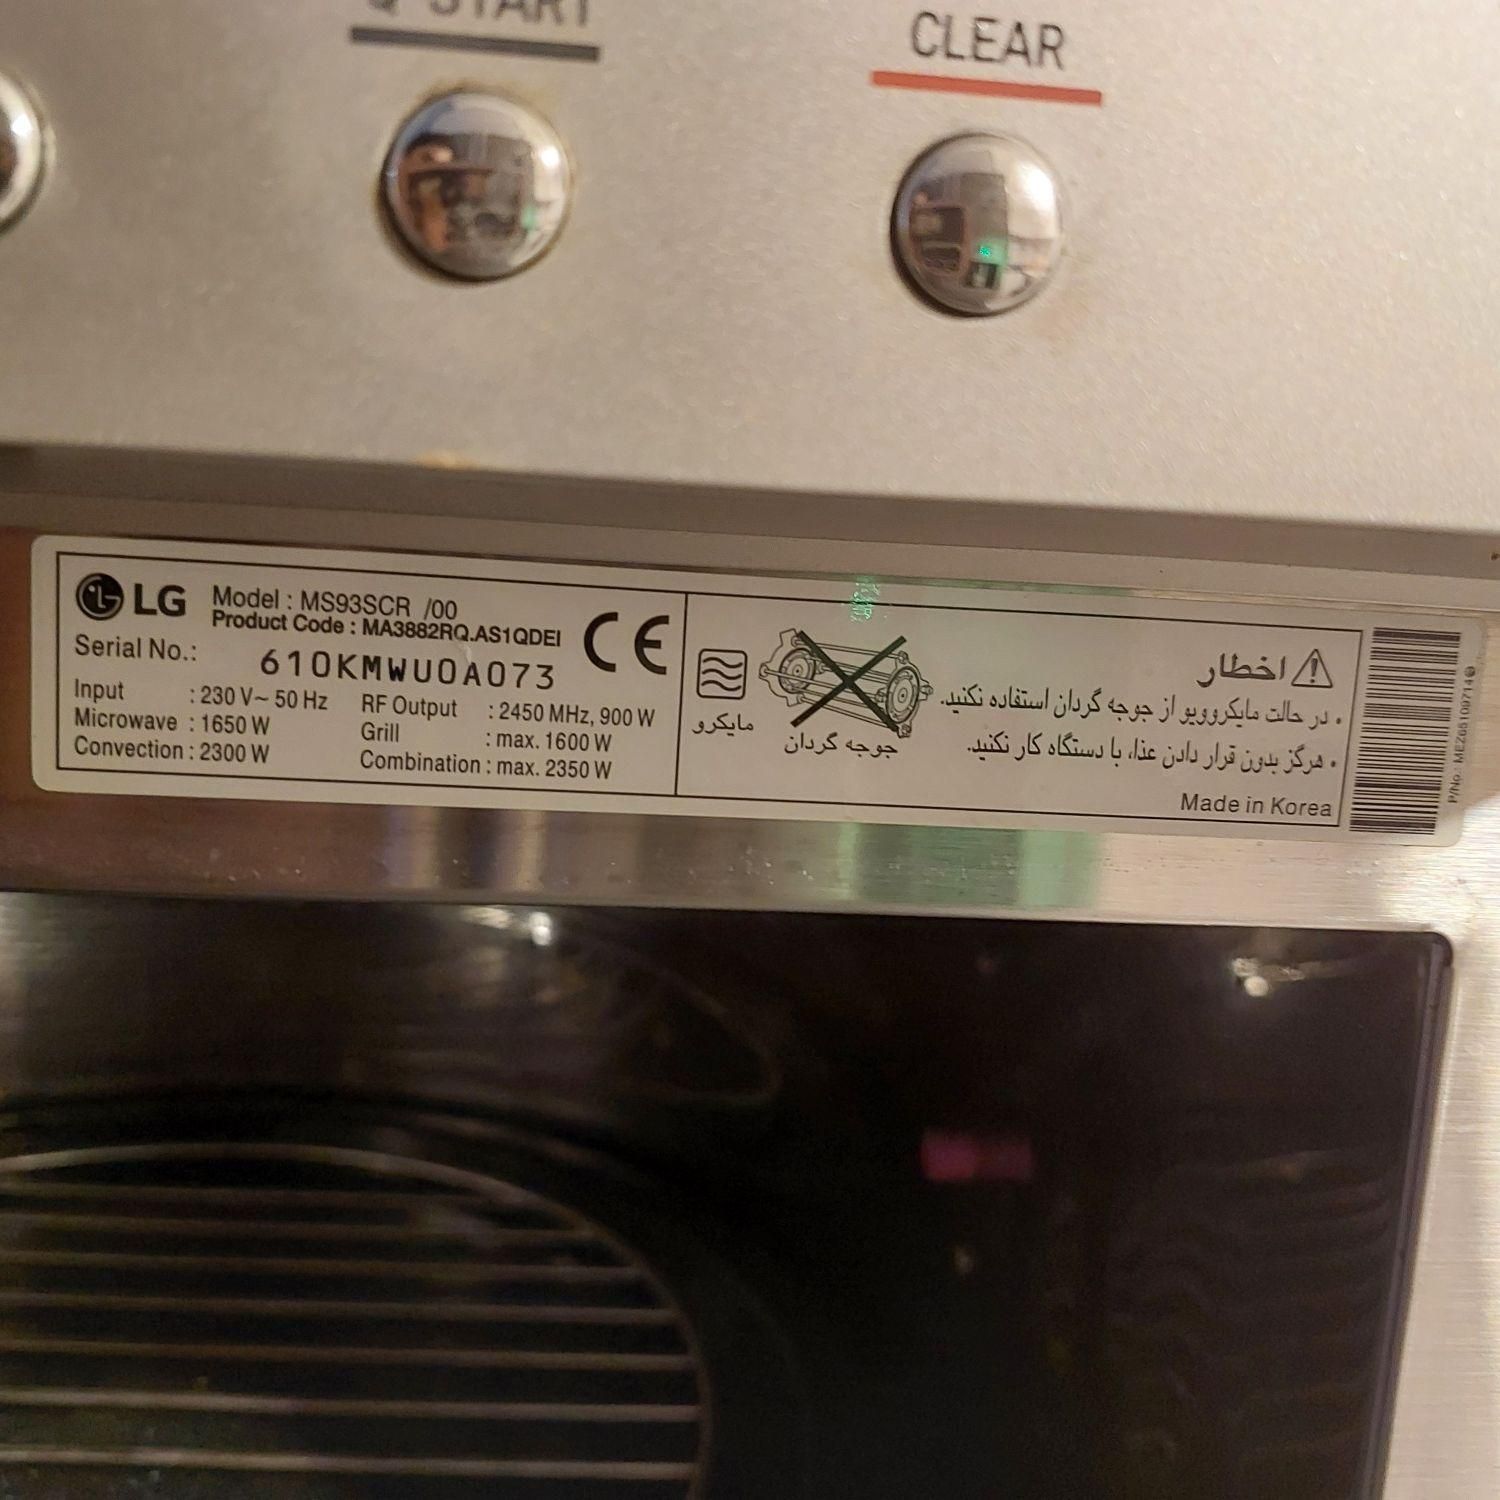 Q-START
CLEAR
LG
Model : MS93SCR /00
Product Code : MA3882RQ.AS1QDEI
CE
Serial No.:
610KMWU0A073
Input : 230 V~ 50 Hz
Microwave : 1650 W
Convection : 2300 W
RF Output : 2450 MHz, 900 W
Grill : max. 1600 W
Combination : max. 2350 W
مایکرو
جوجه گردان
اخطار
• در حالت مایکروویو از جوجه گردان استفاده نکنید.
• هرگز بدون قرار دادن غذا، با دستگاه کار نکنید.
Made in Korea
P/No.: MEZ65109714